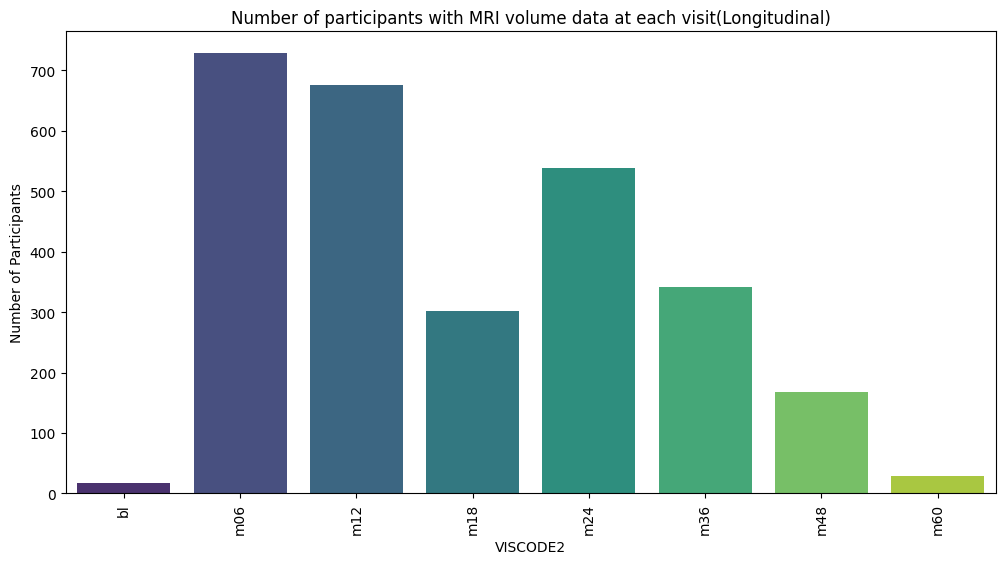 Number of participants with MRI volume data at each visit(Longitudinal)
Number of Participants
700
600
500
400
300
200
100
0
bl
m06
m12
m18
m24
m36
m48
m60
VISCODE2